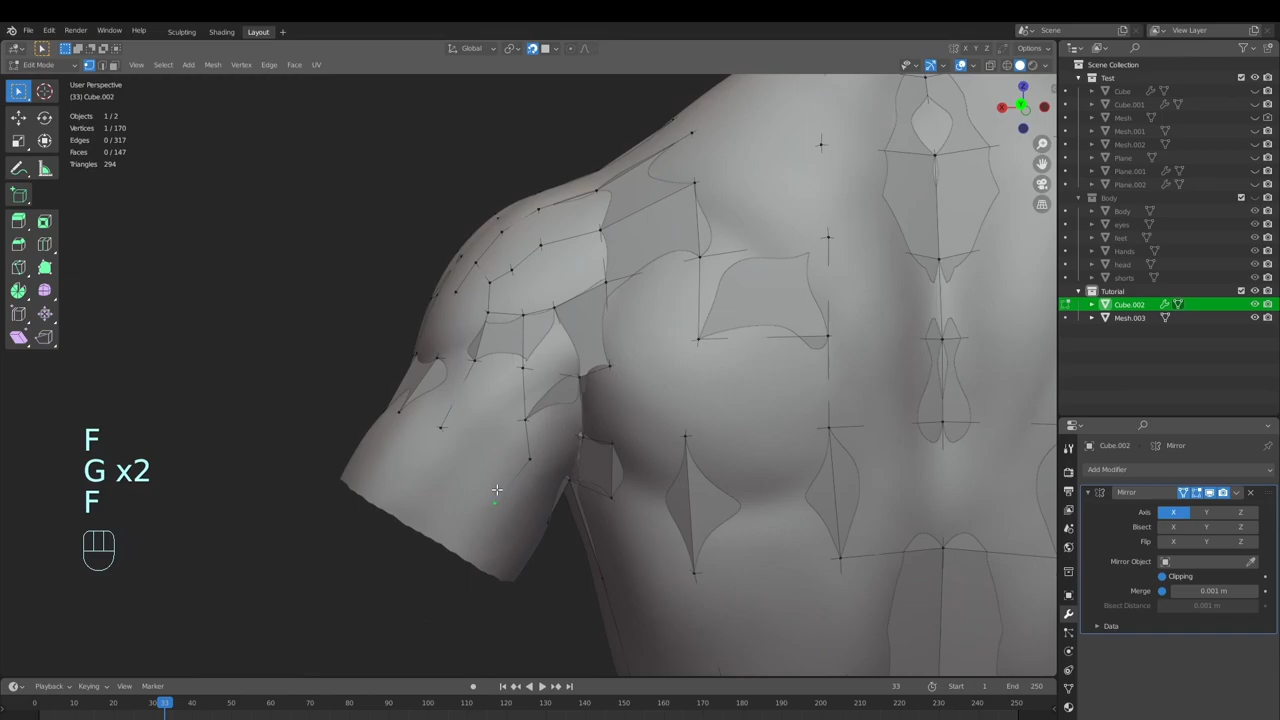 File Edit Render Window Help Sculpting Shading Layout + Scene View Layer
Global X Y Z Options
Edit Mode View Select Add Mesh Vertex Edge Face UV
User Perspective
(33) Cube.002
Objects 1 / 2
Vertices 1 / 170
Edges 0 / 317
Faces 0 / 147
Triangles 294
X
Y
Z
F
G x2
F
Scene Collection
Test
Cube
Cube.001
Mesh
Mesh.001
Mesh.002
Plane
Plane.001
Plane.002
Body
Body
eyes
feet
Hands
head
shorts
Tutorial
Cube.002
Mesh.003
Cube.002 Mirror
Add Modifier
Mirror
Axis X Y Z
Bisect X Y Z
Flip X Y Z
Mirror Object
Clipping
Merge 0.001 m
Bisect Distance 0.001 m
Data
Playback Keying View Marker 33 Start 1 End 250
0 10 20 30 33 40 50 60 70 80 90 100 110 120 130 140 150 160 170 180 190 200 210 220 230 240 250